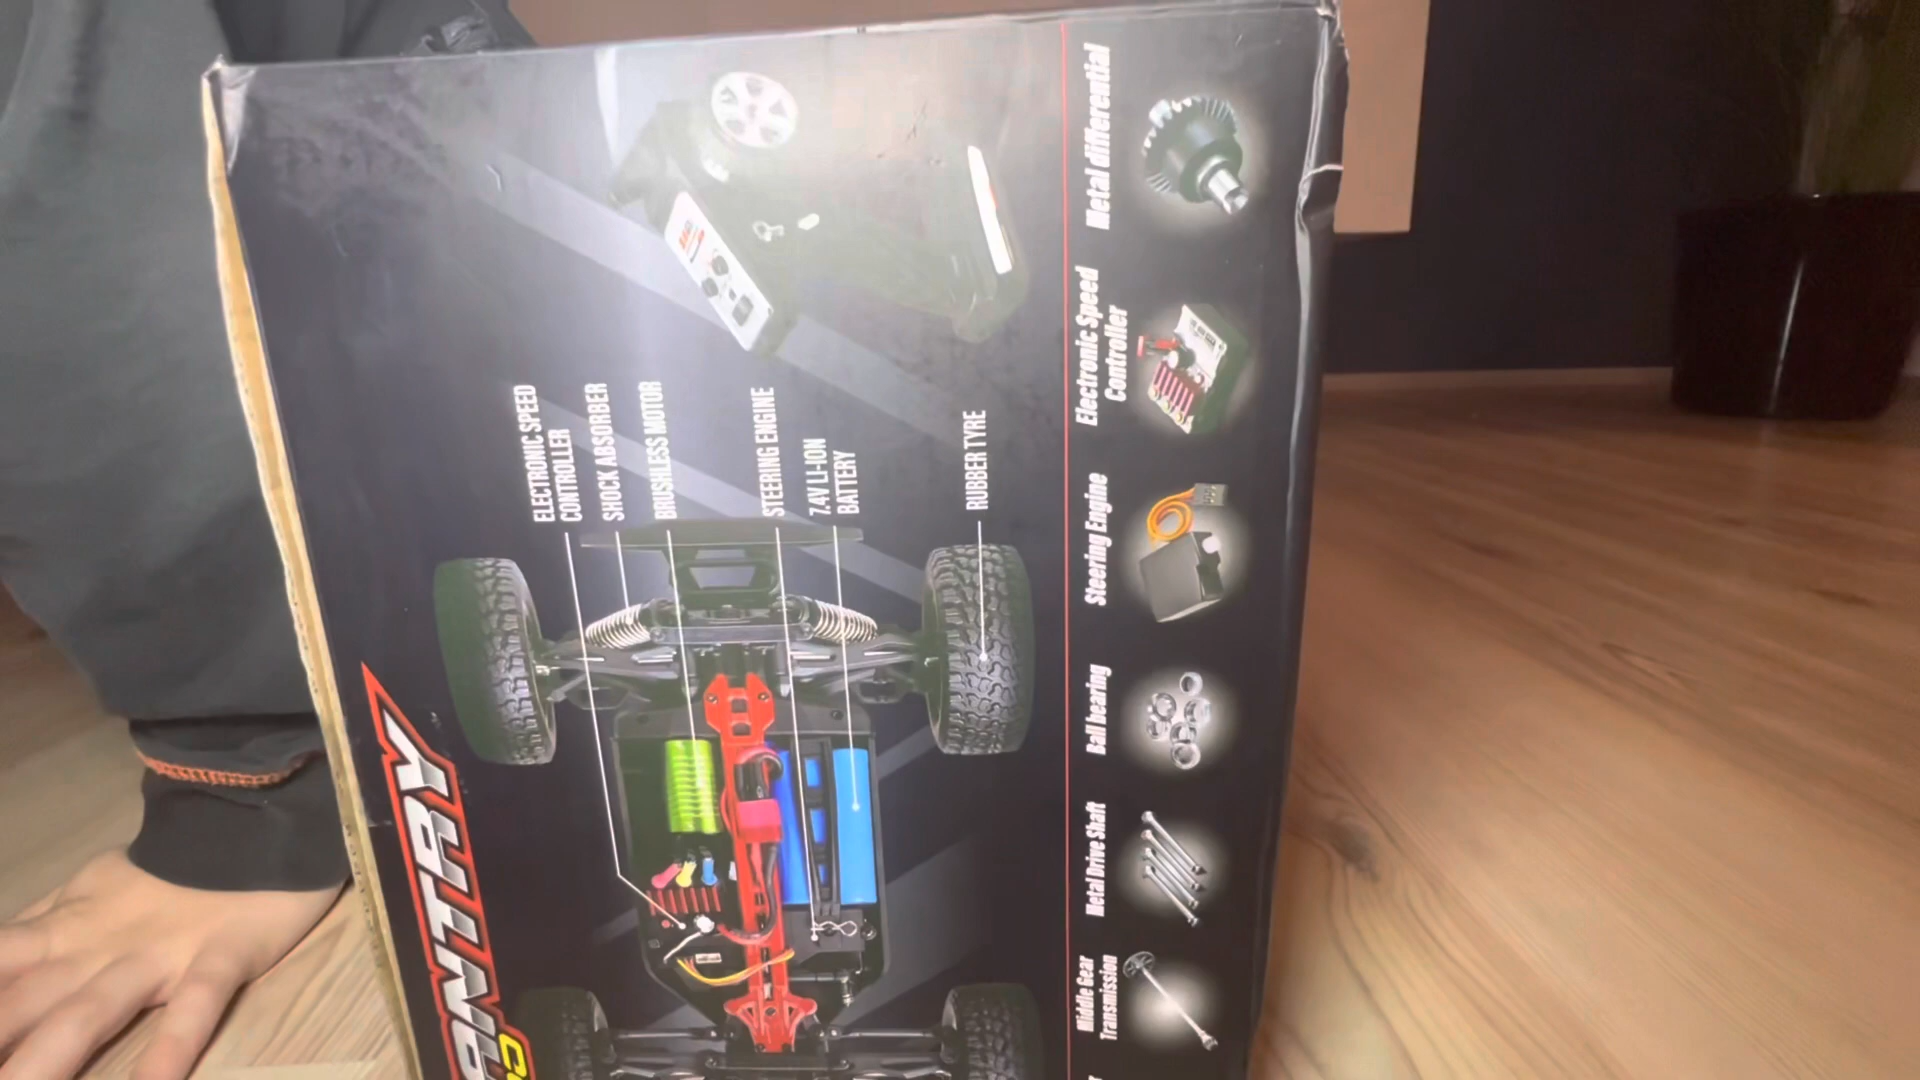 ELECTRONIC SPEED
CONTROLLER
SHOCK ABSORBER
BRUSHLESS MOTOR
STEERING ENGINE
7.4V LI-ION
BATTERY
RUBBER TYRE
Metal differential
Electronic Speed
Controller
Steering Engine
Ball bearing
Metal Drive Shaft
Middle Gear
Transmission